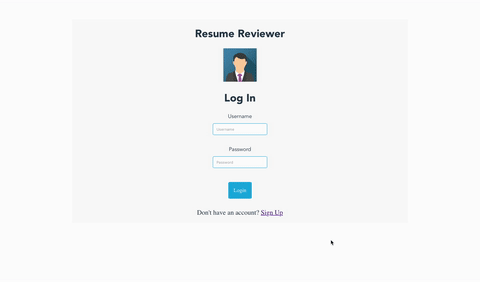 Resume Reviewer
Log In
Username
Username
Password
Password
Login
Don't have an account? Sign Up